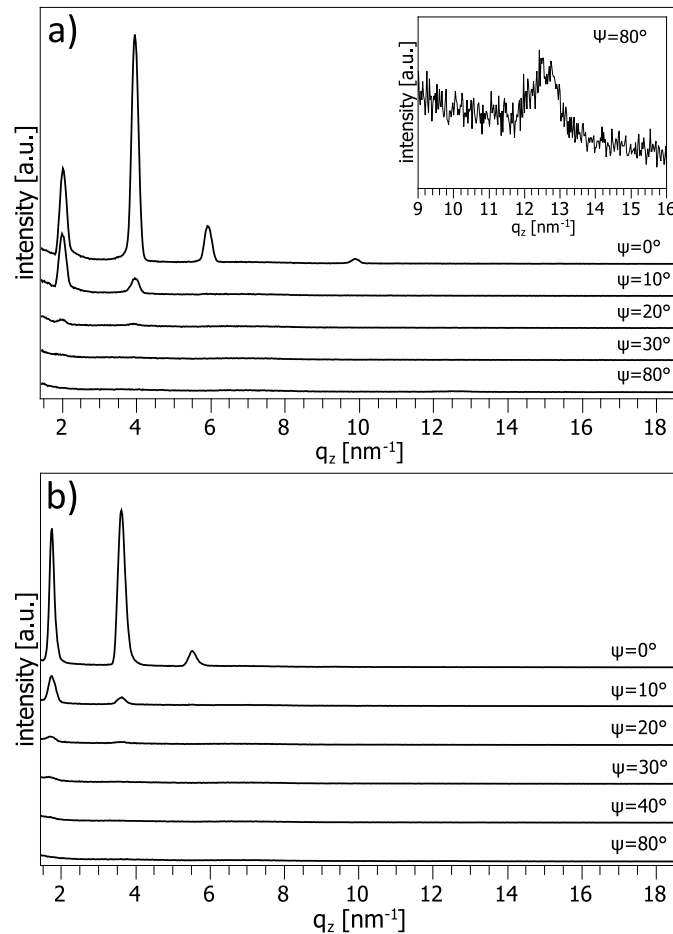 a)
intensity [a.u.]
Ψ=80°
intensity [a.u.]
9 10 11 12 13 14 15 16
q_z [nm⁻¹]
ψ=0°
ψ=10°
ψ=20°
ψ=30°
ψ=80°
2 4 6 8 10 12 14 16 18
q_z [nm⁻¹]
b)
intensity [a.u.]
ψ=0°
ψ=10°
ψ=20°
ψ=30°
ψ=40°
ψ=80°
2 4 6 8 10 12 14 16 18
q_z [nm⁻¹]